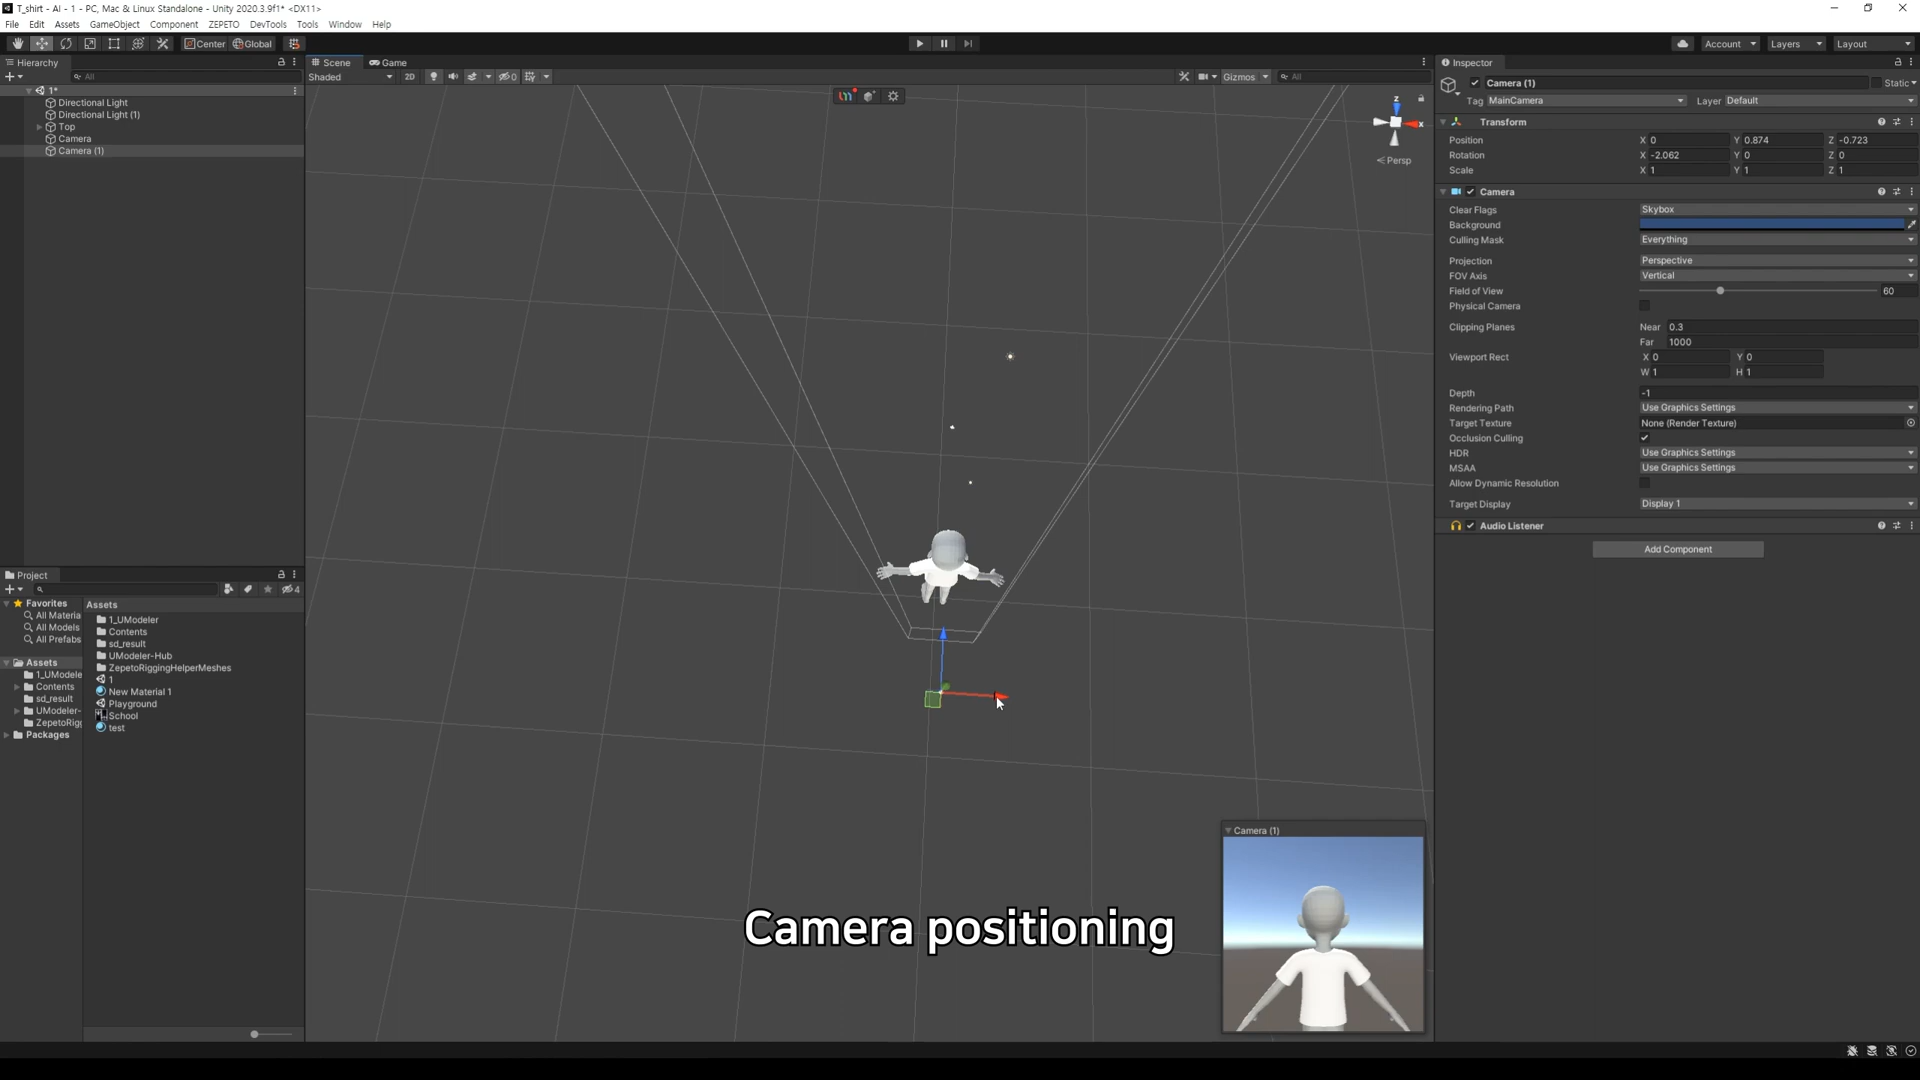 T_shirt - AI - 1 - PC, Mac & Linux Standalone - Unity 2020.3.9f1* <DX11>
File Edit Assets GameObject Component ZEPETO DevTools Tools Window Help
Center Global
Account Layers Layout
Hierarchy
All
1*
Directional Light
Directional Light (1)
Top
Camera
Camera (1)
Scene Game
Shaded 2D 0 Gizmos All
z
x
Persp
Camera positioning
Camera (1)
Inspector
Camera (1) Static
Tag MainCamera Layer Default
Transform
Position X 0 Y 0.874 Z -0.723
Rotation X -2.062 Y 0 Z 0
Scale X 1 Y 1 Z 1
Camera
Clear Flags Skybox
Background
Culling Mask Everything
Projection Perspective
FOV Axis Vertical
Field of View 60
Physical Camera
Clipping Planes Near 0.3
Far 1000
Viewport Rect X 0 Y 0
W 1 H 1
Depth -1
Rendering Path Use Graphics Settings
Target Texture None (Render Texture)
Occlusion Culling
HDR Use Graphics Settings
MSAA Use Graphics Settings
Allow Dynamic Resolution
Target Display Display 1
Audio Listener
Add Component
Project
4
Favorites
All Materia
All Models
All Prefabs
Assets
1_UModele
Contents
sd_result
UModeler-
ZepetoRigg
Packages
Assets
1_UModeler
Contents
sd_result
UModeler-Hub
ZepetoRiggingHelperMeshes
1
New Material 1
Playground
School
test